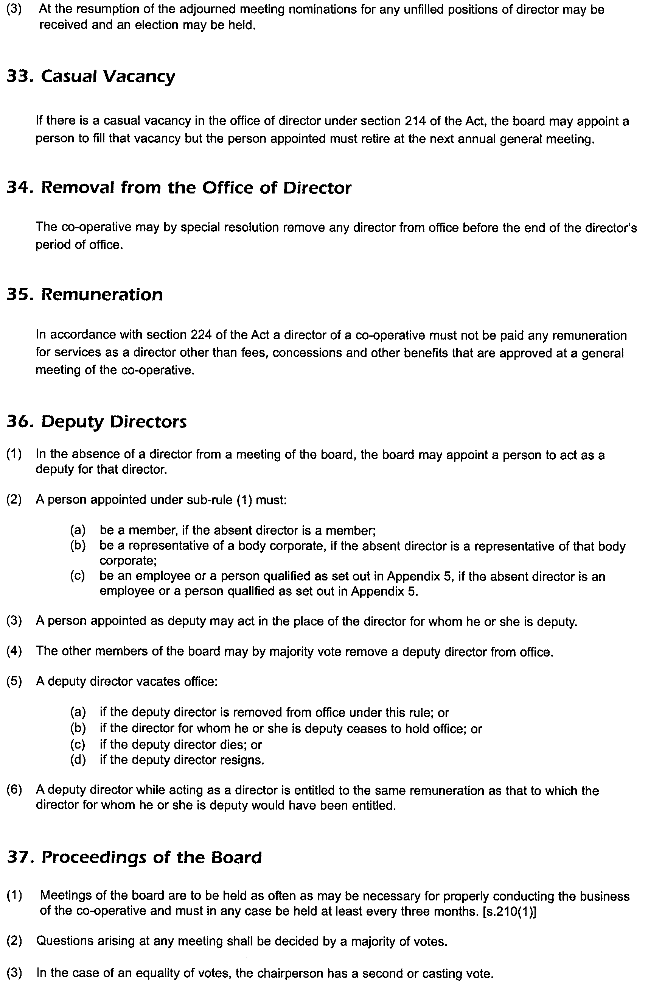 (3) At the resumption of the adjourned meeting nominations for any unfilled positions of director may be
received and an election may be held.
33. Casual Vacancy
If there is a casual vacancy in the office of director under section 214 of the Act, the board may appoint a
person to fill that vacancy but the person appointed must retire at the next annual general meeting.
34. Removal from the Office of Director
The co-operative may by special resolution remove any director from office before the end of the director's
period of office.
35. Remuneration
In accordance with section 224 of the Act a director of a co-operative must not be paid any remuneration
for services as a director other than fees, concessions and other benefits that are approved at a general
meeting of the co-operative.
36. Deputy Directors
(1) In the absence of a director from a meeting of the board, the board may appoint a person to act as a
deputy for that director.
(2) A person appointed under sub-rule (1) must:
(a) be a member, if the absent director is a member;
(b) be a representative of a body corporate, if the absent director is a representative of that body
corporate;
(c) be an employee or a person qualified as set out in Appendix 5, if the absent director is an
employee or a person qualified as set out in Appendix 5.
(3) A person appointed as deputy may act in the place of the director for whom he or she is deputy.
(4) The other members of the board may by majority vote remove a deputy director from office.
(5) A deputy director vacates office:
(a) if the deputy director is removed from office under this rule; or
(b) if the director for whom he or she is deputy ceases to hold office; or
(c) if the deputy director dies; or
(d) if the deputy director resigns.
(6) A deputy director while acting as a director is entitled to the same remuneration as that to which the
director for whom he or she is deputy would have been entitled.
37. Proceedings of the Board
(1) Meetings of the board are to be held as often as may be necessary for properly conducting the business
of the co-operative and must in any case be held at least every three months. [s.210(1)]
(2) Questions arising at any meeting shall be decided by a majority of votes.
(3) In the case of an equality of votes, the chairperson has a second or casting vote.